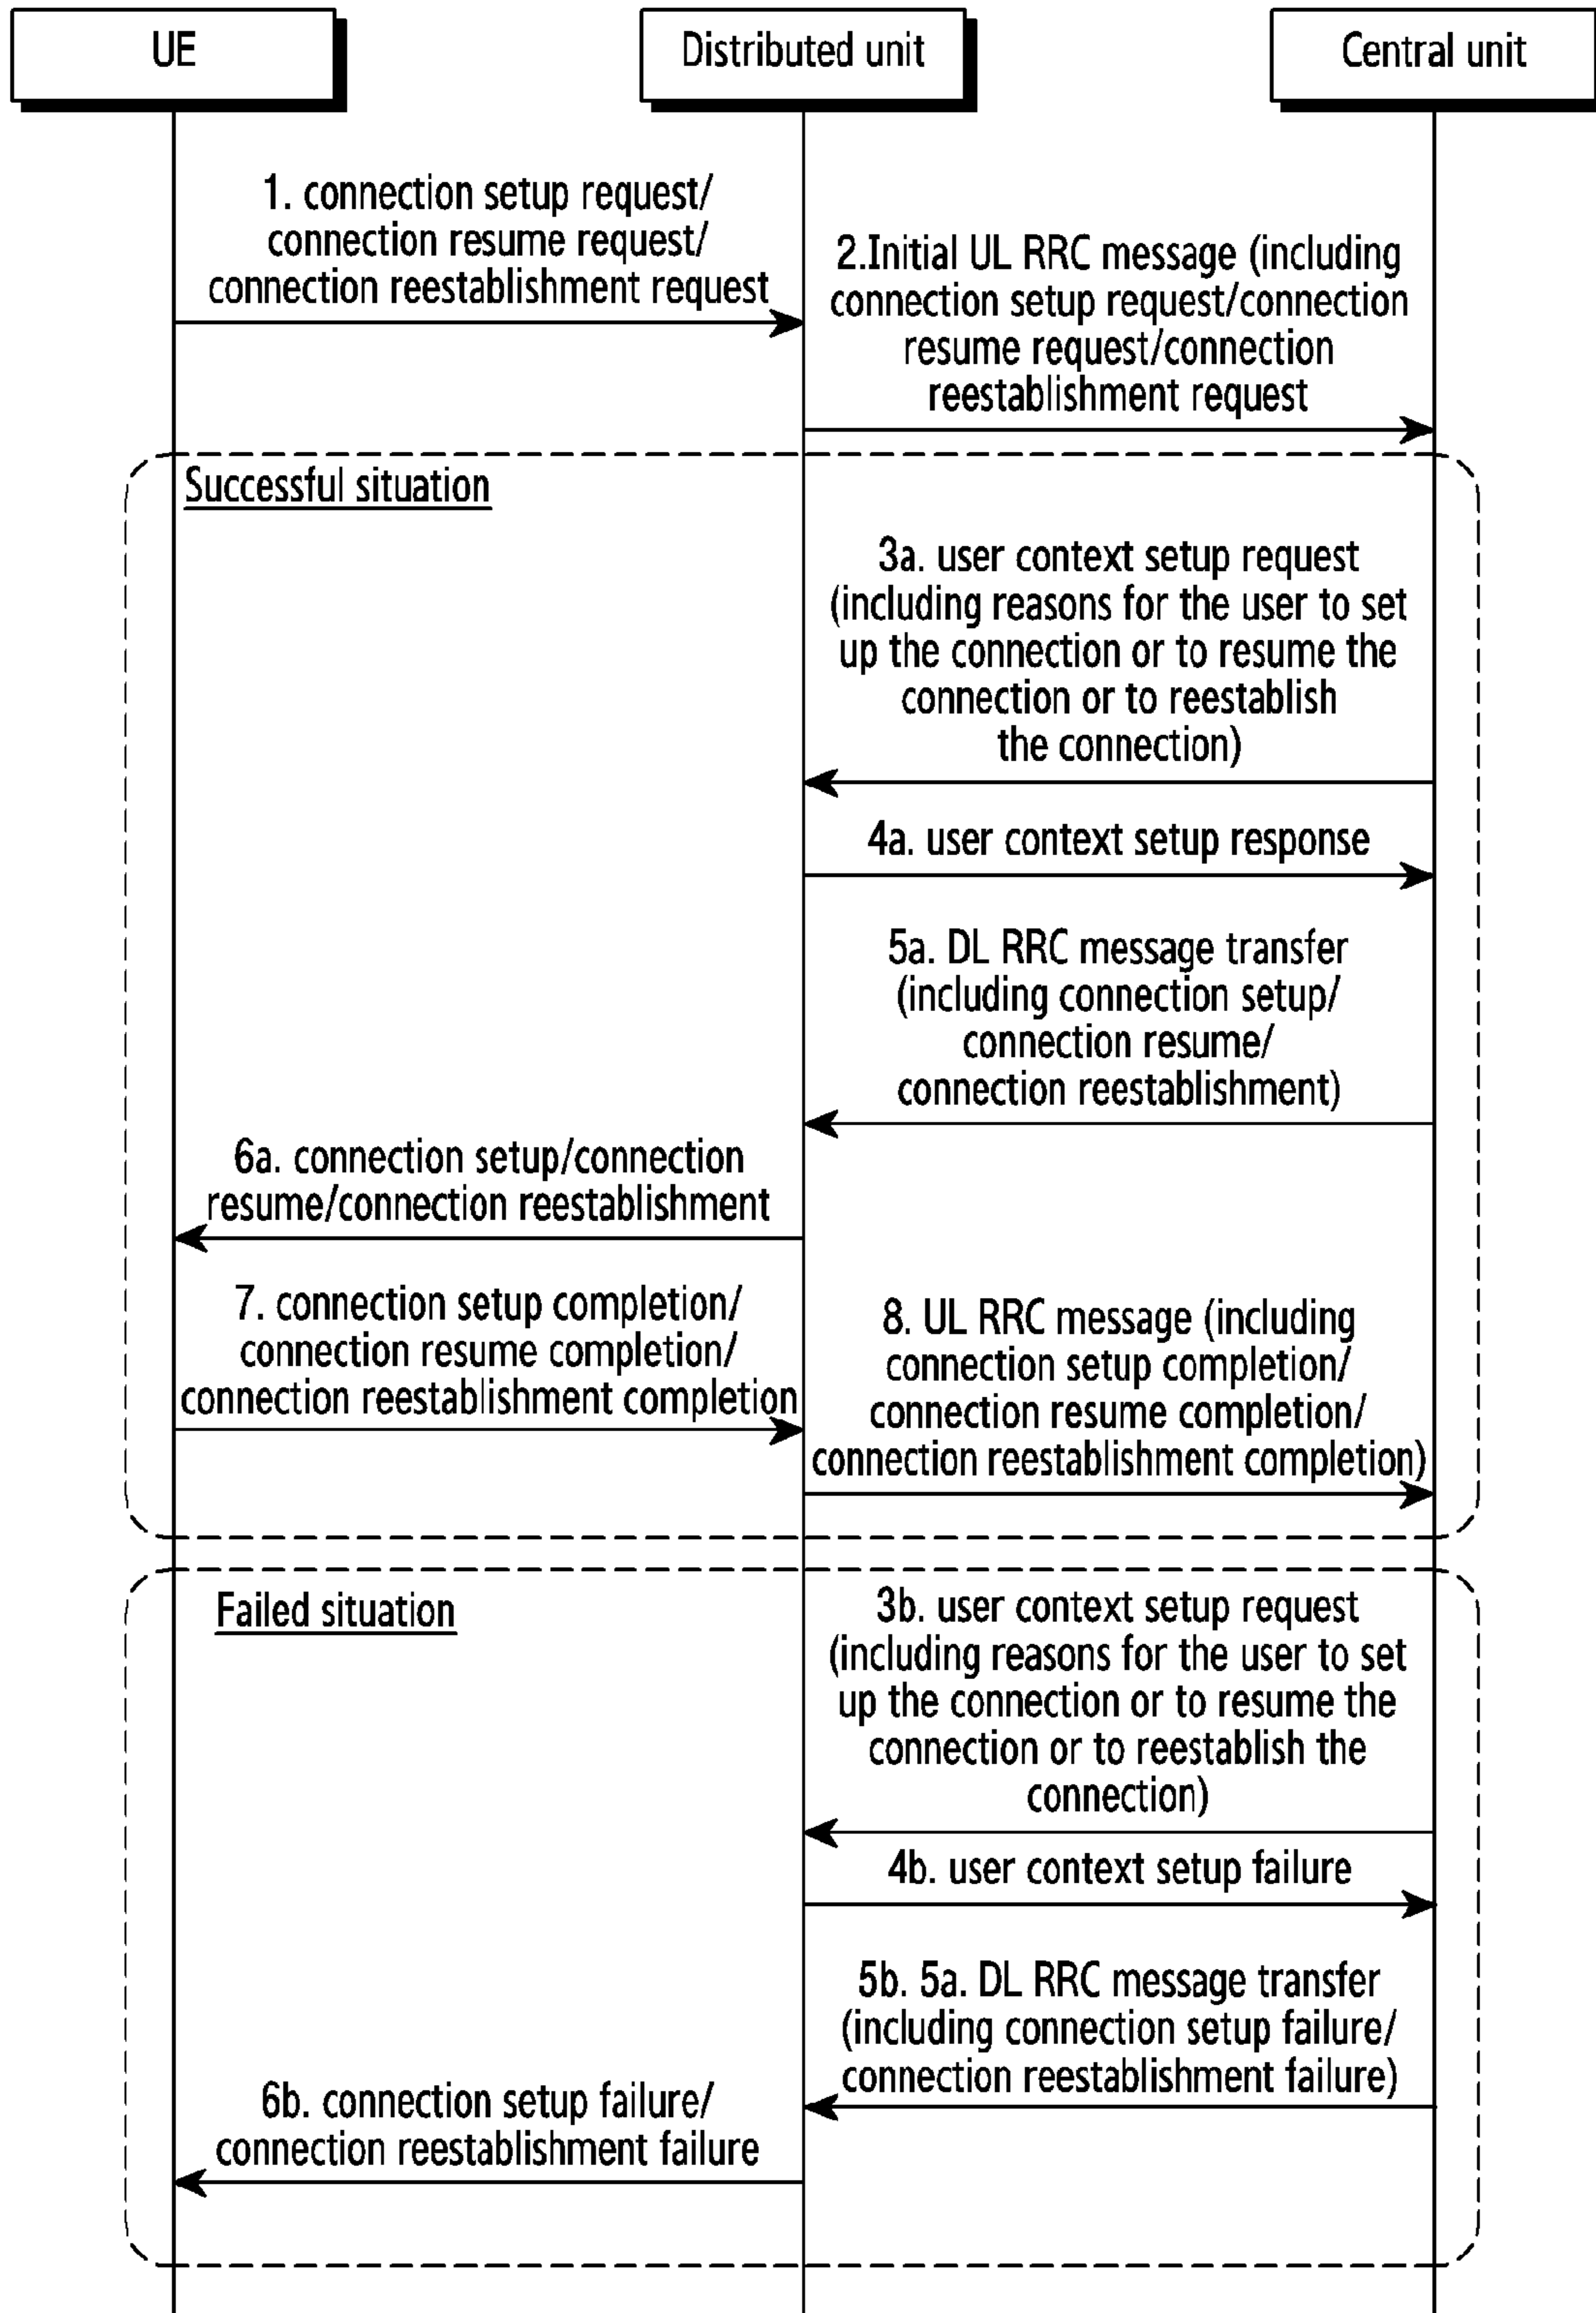 UE
Distributed unit
Central unit
1. connection setup request/
connection resume request/
connection reestablishment request
2.Initial UL RRC message (including
connection setup request/connection
resume request/connection
reestablishment request
Successful situation
3a. user context setup request
(including reasons for the user to set
up the connection or to resume the
connection or to reestablish
the connection)
4a. user context setup response
5a. DL RRC message transfer
(including connection setup/
connection resume/
connection reestablishment)
6a. connection setup/connection
resume/connection reestablishment
7. connection setup completion/
connection resume completion/
connection reestablishment completion
8. UL RRC message (including
connection setup completion/
connection resume completion/
connection reestablishment completion)
Failed situation
3b. user context setup request
(including reasons for the user to set
up the connection or to resume the
connection or to reestablish the
connection)
4b. user context setup failure
5b. 5a. DL RRC message transfer
(including connection setup failure/
connection reestablishment failure)
6b. connection setup failure/
connection reestablishment failure